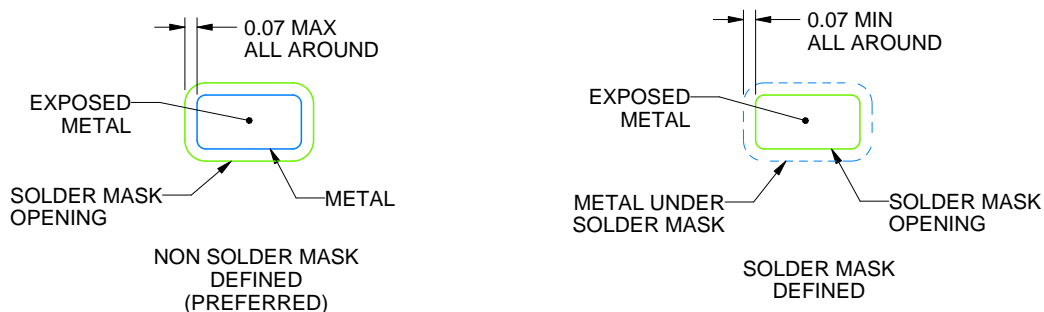 0.07 MAX
ALL AROUND
EXPOSED
METAL
SOLDER MASK
OPENING
METAL
NON SOLDER MASK
DEFINED
(PREFERRED)
0.07 MIN
ALL AROUND
EXPOSED
METAL
METAL UNDER
SOLDER MASK
SOLDER MASK
OPENING
SOLDER MASK
DEFINED